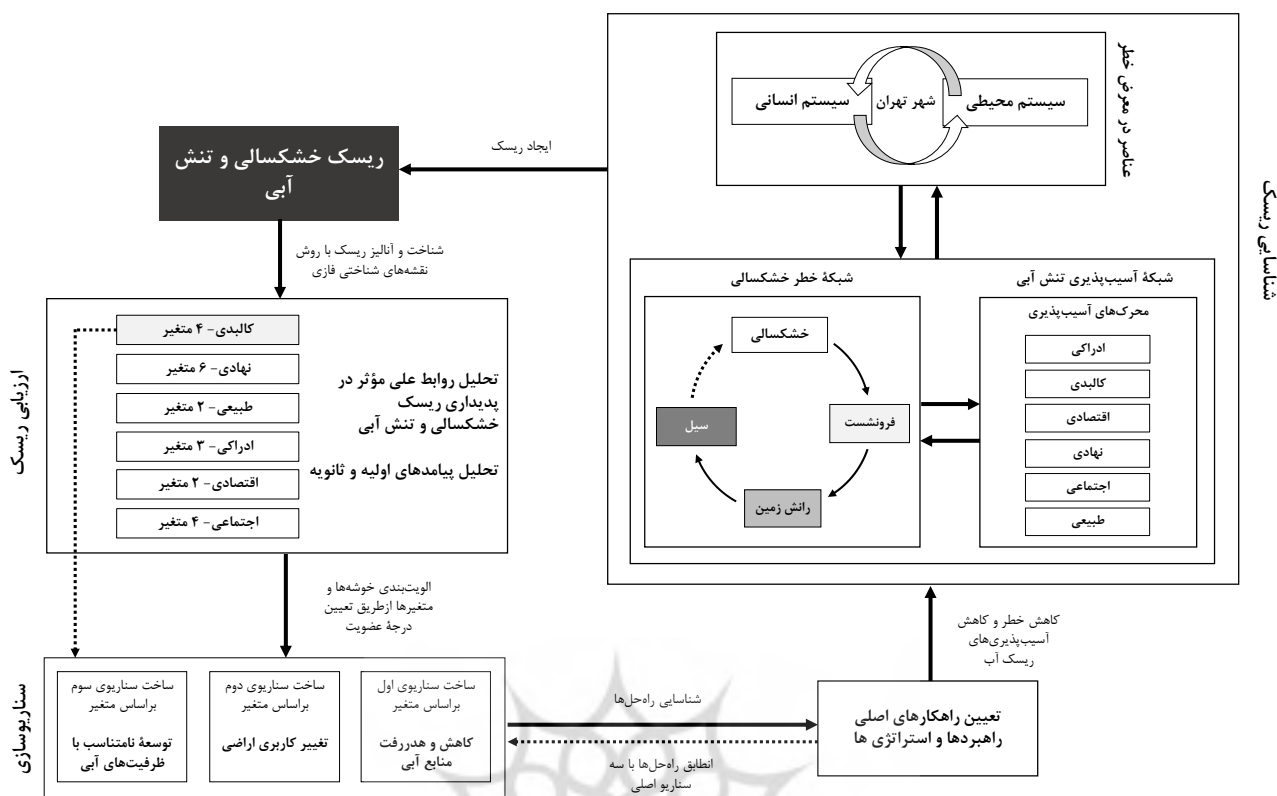 شناسایی ریسک
عناصر در معرض خطر
سیستم محیطی
شهر تهران
سیستم انسانی
شبکۀ آسیب‌پذیری تنش آبی
محرک‌های آسیب‌پذیری
ادراکی
کالبدی
اقتصادی
نهادی
اجتماعی
طبیعی
شبکۀ خطر خشکسالی
خشکسالی
فرونشست
رانش زمین
سیل
ایجاد ریسک
ریسک خشکسالی و تنش
آبی
شناخت و آنالیز ریسک با روش
نقشه‌های شناختی فازی
ارزیابی ریسک
تحلیل روابط علی مؤثر در
پدیداری ریسک
خشکسالی و تنش آبی
تحلیل پیامدهای اولیه و ثانویه
کالبدی- ۴ متغیر
نهادی- ۶ متغیر
طبیعی- ۲ متغیر
ادراکی- ۳ متغیر
اقتصادی- ۲ متغیر
اجتماعی- ۴ متغیر
الویت‌بندی خوشه‌ها و
متغیرها ازطریق تعیین
درجۀ عضویت
سناریوسازی
ساخت سناریوی اول
براساس متغیر
کاهش و هدررفت
منابع آبی
ساخت سناریوی دوم
براساس متغیر
تغییر کاربری اراضی
ساخت سناریوی سوم
براساس متغیر
توسعۀ نامتناسب با
ظرفیت‌های آبی
شناسایی راه‌حل‌ها
انطابق راه‌حل‌ها با سه
سناریو اصلی
تعیین راهکارهای اصلی
راهبردها و استراتژی ها
کاهش خطر و کاهش
آسیب‌پذیری‌های
ریسک آب